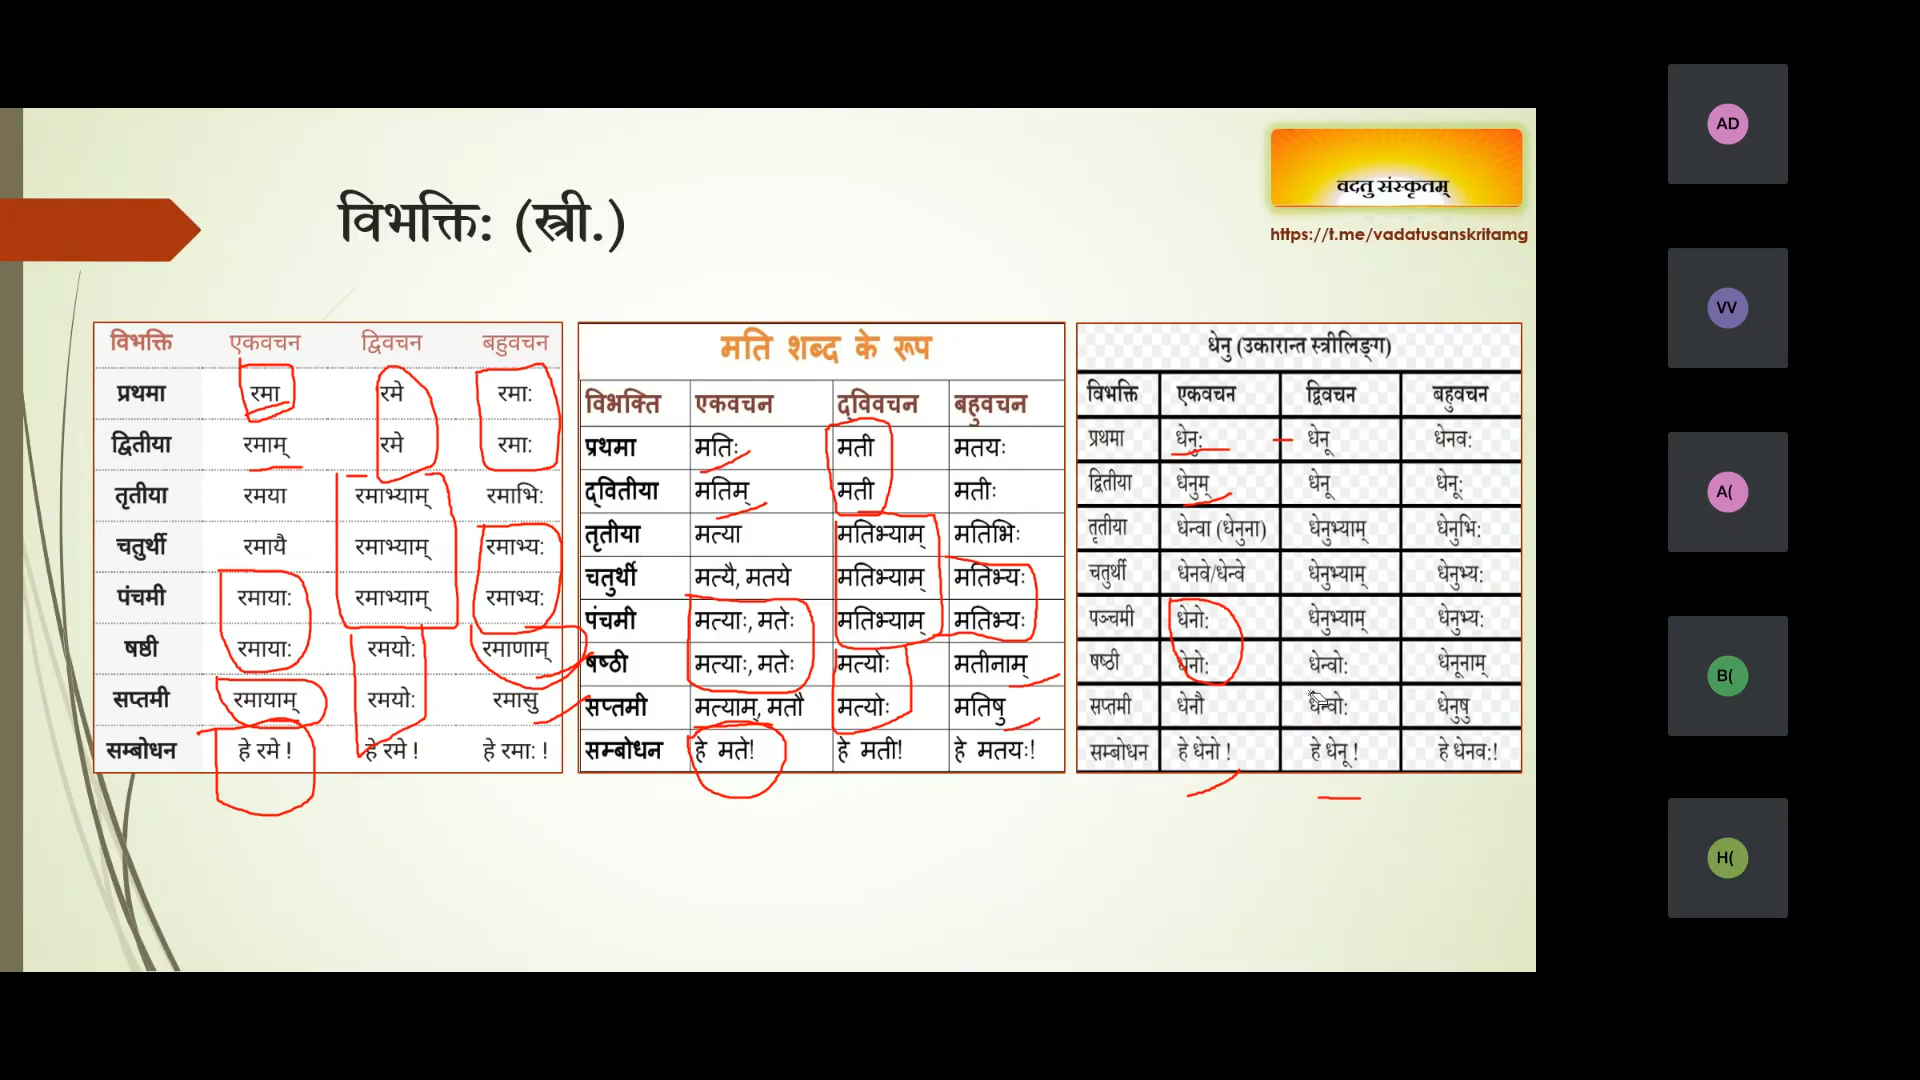 वदतु संस्कृतम्
https://t.me/vadatusanskritamg
विभक्ति: (स्त्री.)
विभक्ति एकवचन द्विवचन बहुवचन
प्रथमा रमा रमे रमा:
द्वितीया रमाम् रमे रमा:
तृतीया रमया रमाभ्याम् रमाभि:
चतुर्थी रमायै रमाभ्याम् रमाभ्य:
पंचमी रमाया: रमाभ्याम् रमाभ्य:
षष्ठी रमाया: रमयो: रमाणाम्
सप्तमी रमायाम् रमयो: रमासु
सम्बोधन हे रमे ! हे रमे ! हे रमा: !
मति शब्द के रूप
विभक्ति एकवचन द्विवचन बहुवचन
प्रथमा मतिः मती मतयः
द्वितीया मतिम् मती मतीः
तृतीया मत्या मतिभ्याम् मतिभिः
चतुर्थी मत्यै, मतये मतिभ्याम् मतिभ्यः
पंचमी मत्याः, मतेः मतिभ्याम् मतिभ्यः
षष्ठी मत्याः, मतेः मत्योः मतीनाम्
सप्तमी मत्याम्, मतौ मत्योः मतिषु
सम्बोधन हे मते! हे मती! हे मतयः!
धेनु (उकारान्त स्त्रीलिङ्ग)
विभक्ति एकवचन द्विवचन बहुवचन
प्रथमा धेनु: धेनू धेनव:
द्वितीया धेनुम् धेनू धेनू:
तृतीया धेन्वा (धेनुना) धेनुभ्याम् धेनुभि:
चतुर्थी धेनवे/धेन्वे धेनुभ्याम् धेनुभ्य:
पञ्चमी धेनो: धेनुभ्याम् धेनुभ्य:
षष्ठी धेनो: धेन्वो: धेनूनाम्
सप्तमी धेनौ धेन्वो: धेनुषु
सम्बोधन हे धेनो ! हे धेनू ! हे धेनव:!
AD
VV
A(
B(
H(